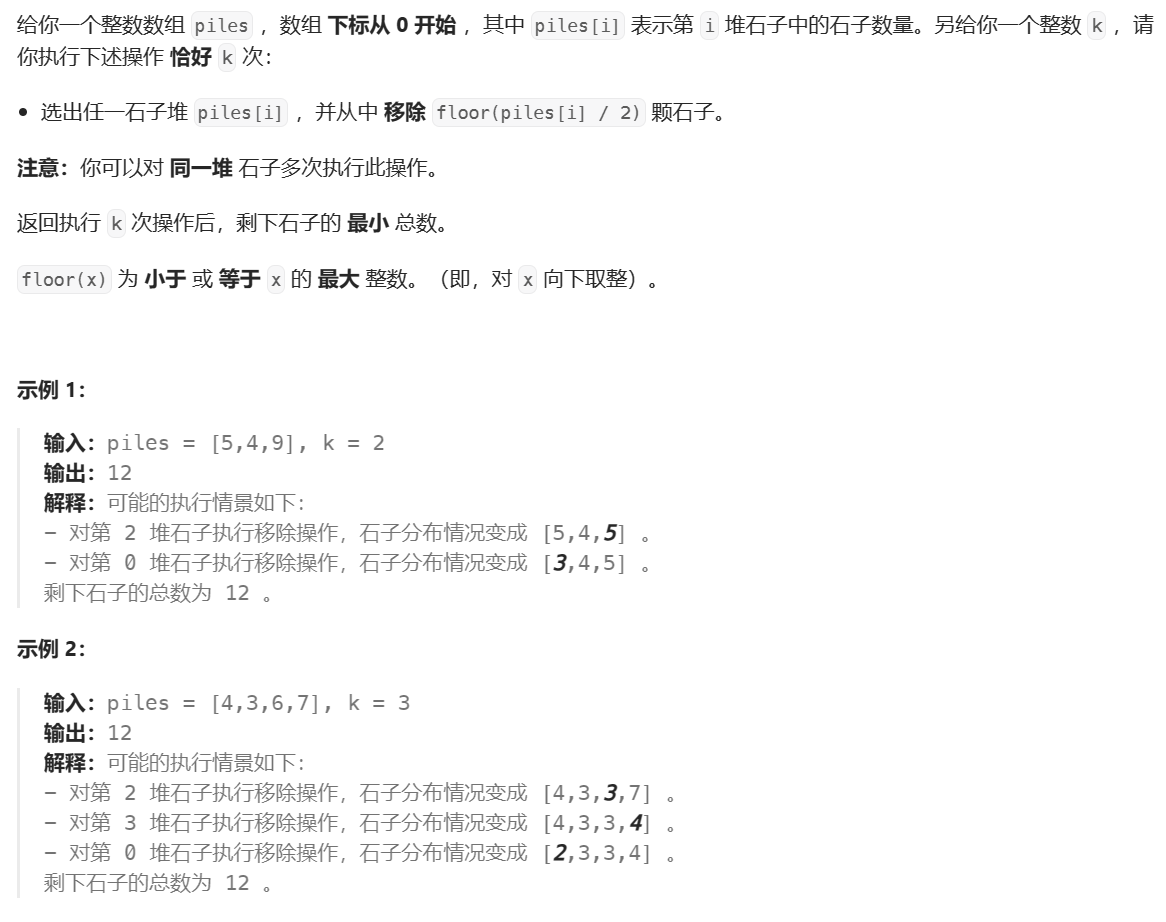 给你一个整数数组 piles ，数组 下标从 0 开始 ，其中 piles[i] 表示第 i 堆石子中的石子数量。另给你一个整数 k ，请
你执行下述操作 恰好 k 次：
• 选出任一石子堆 piles[i] ，并从中 移除 floor(piles[i] / 2) 颗石子。
注意：你可以对 同一堆 石子多次执行此操作。
返回执行 k 次操作后，剩下石子的 最小 总数。
floor(x) 为 小于 或 等于 x 的 最大 整数。（即，对 x 向下取整）。
示例 1：
输入：piles = [5,4,9], k = 2
输出：12
解释：可能的执行情景如下：
- 对第 2 堆石子执行移除操作，石子分布情况变成 [5,4,5] 。
- 对第 0 堆石子执行移除操作，石子分布情况变成 [3,4,5] 。
剩下石子的总数为 12 。
示例 2：
输入：piles = [4,3,6,7], k = 3
输出：12
解释：可能的执行情景如下：
- 对第 2 堆石子执行移除操作，石子分布情况变成 [4,3,3,7] 。
- 对第 3 堆石子执行移除操作，石子分布情况变成 [4,3,3,4] 。
- 对第 0 堆石子执行移除操作，石子分布情况变成 [2,3,3,4] 。
剩下石子的总数为 12 。